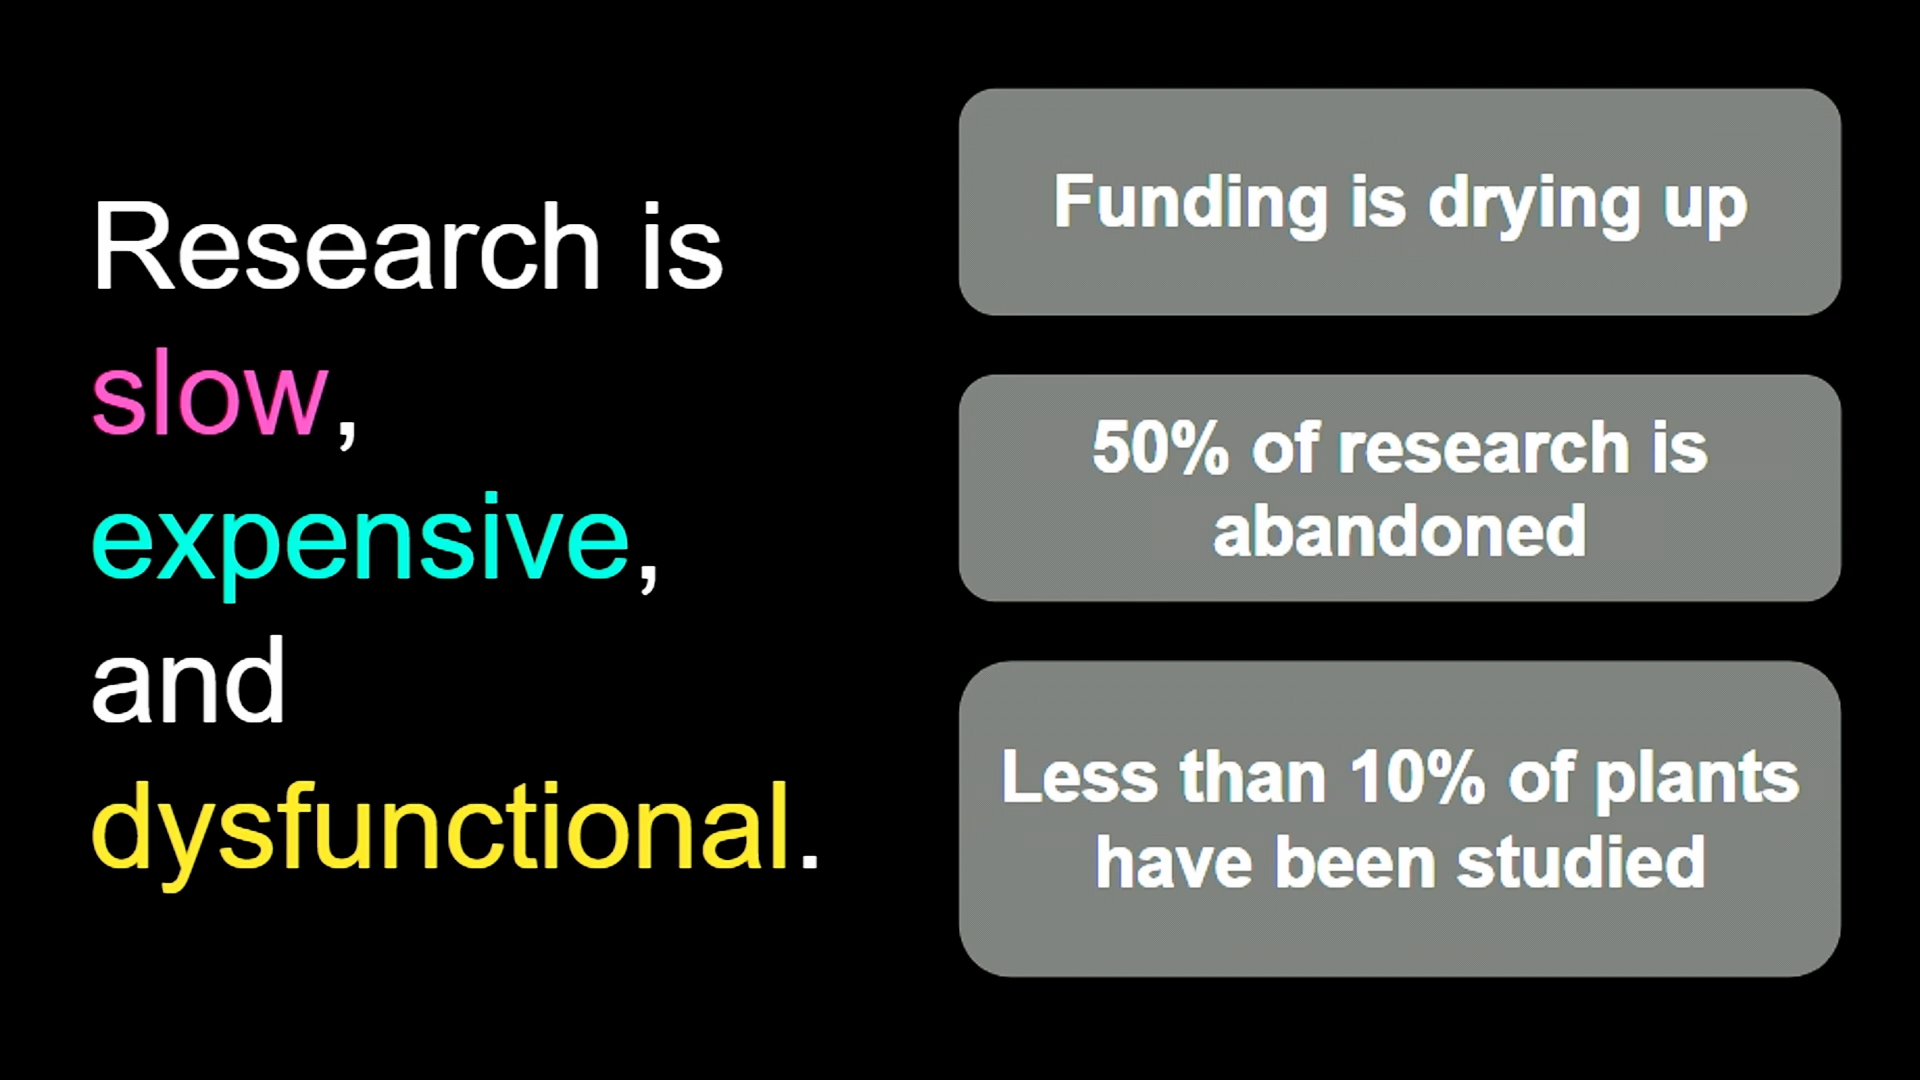 Research is
slow,
expensive,
and
dysfunctional.
Funding is drying up
50% of research is
abandoned
Less than 10% of plants
have been studied